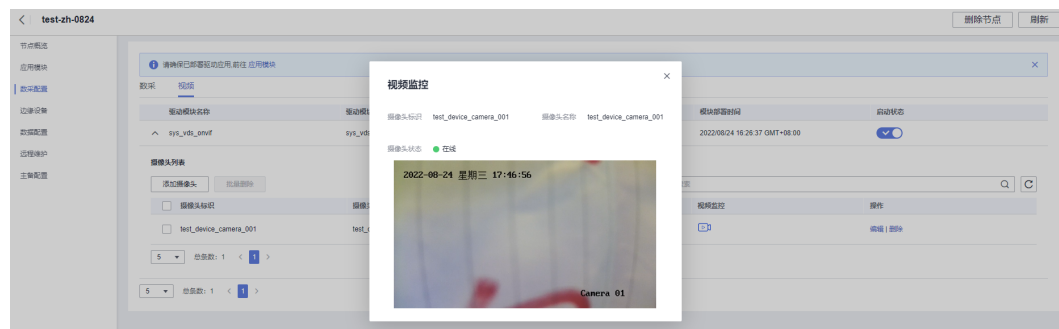 test-zh-0824
删除节点 刷新
节点概览
应用模块
数采配置
边缘设备
数据配置
远程维护
主备配置
请确保已部署驱动应用,前往 应用模块
数采 视频
驱动模块名称 驱动模块 模块部署时间 启动状态
sys_vds_onvif sys_vds 2022/08/24 16:26:37 GMT+08:00
摄像头列表
添加摄像头 批量删除
摄像头标识 摄像头 视频监控 操作
test_device_camera_001 test_ 编辑 | 删除
5 总条数: 1 < 1 >
5 总条数: 1 < 1 >
视频监控
摄像头标识 test_device_camera_001 摄像头名称 test_device_camera_001
摄像头状态 在线
2022-08-24 星期三 17:46:56
Camera 01